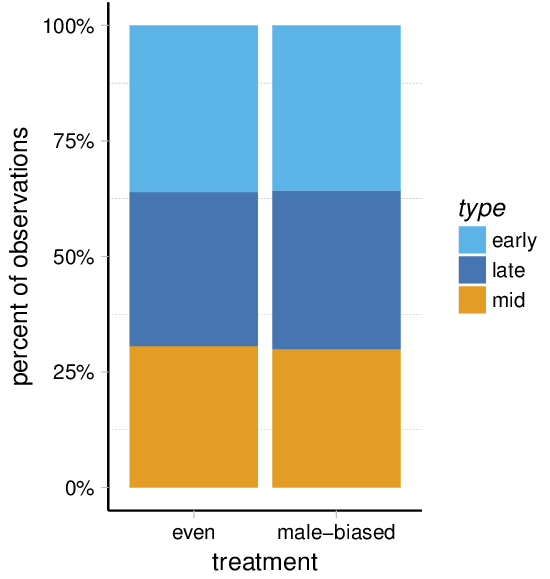 100%
75%
50%
25%
0%
percent of observations
even
male−biased
treatment
type
early
late
mid